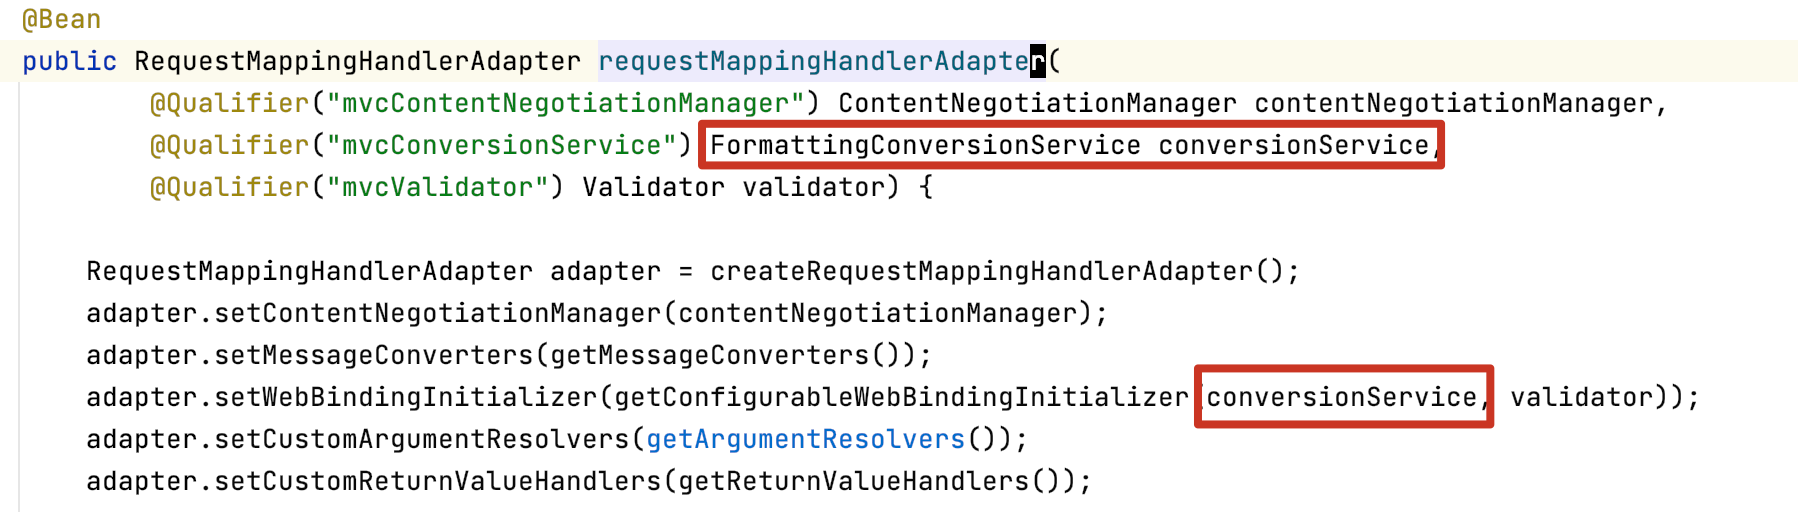 @Bean
public RequestMappingHandlerAdapter requestMappingHandlerAdapter(
@Qualifier("mvcContentNegotiationManager") ContentNegotiationManager contentNegotiationManager,
@Qualifier("mvcConversionService") FormattingConversionService conversionService,
@Qualifier("mvcValidator") Validator validator) {
RequestMappingHandlerAdapter adapter = createRequestMappingHandlerAdapter();
adapter.setContentNegotiationManager(contentNegotiationManager);
adapter.setMessageConverters(getMessageConverters());
adapter.setWebBindingInitializer(getConfigurableWebBindingInitializer(conversionService, validator));
adapter.setCustomArgumentResolvers(getArgumentResolvers());
adapter.setCustomReturnValueHandlers(getReturnValueHandlers());